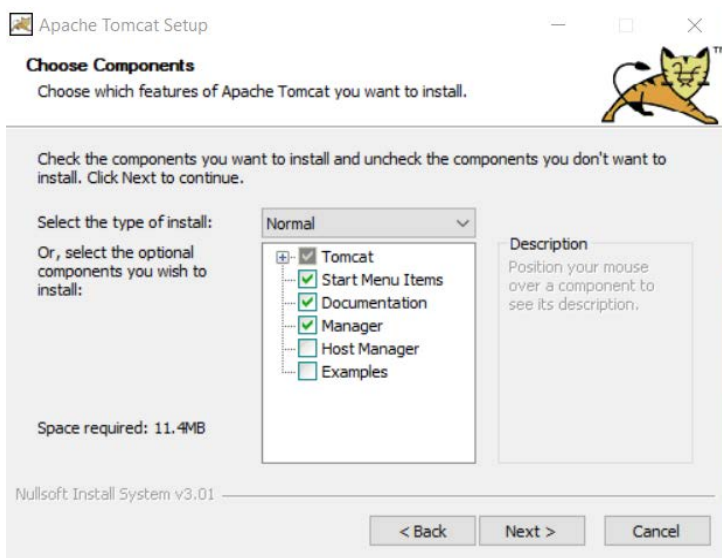 Apache Tomcat Setup
Choose Components
Choose which features of Apache Tomcat you want to install.
TM
Check the components you want to install and uncheck the components you don't want to
install. Click Next to continue.
Select the type of install:
Normal
Or, select the optional
components you wish to
install:
Tomcat
Start Menu Items
Documentation
Manager
Host Manager
Examples
Description
Position your mouse
over a component to
see its description.
Space required: 11.4MB
Nullsoft Install System v3.01
< Back
Next >
Cancel